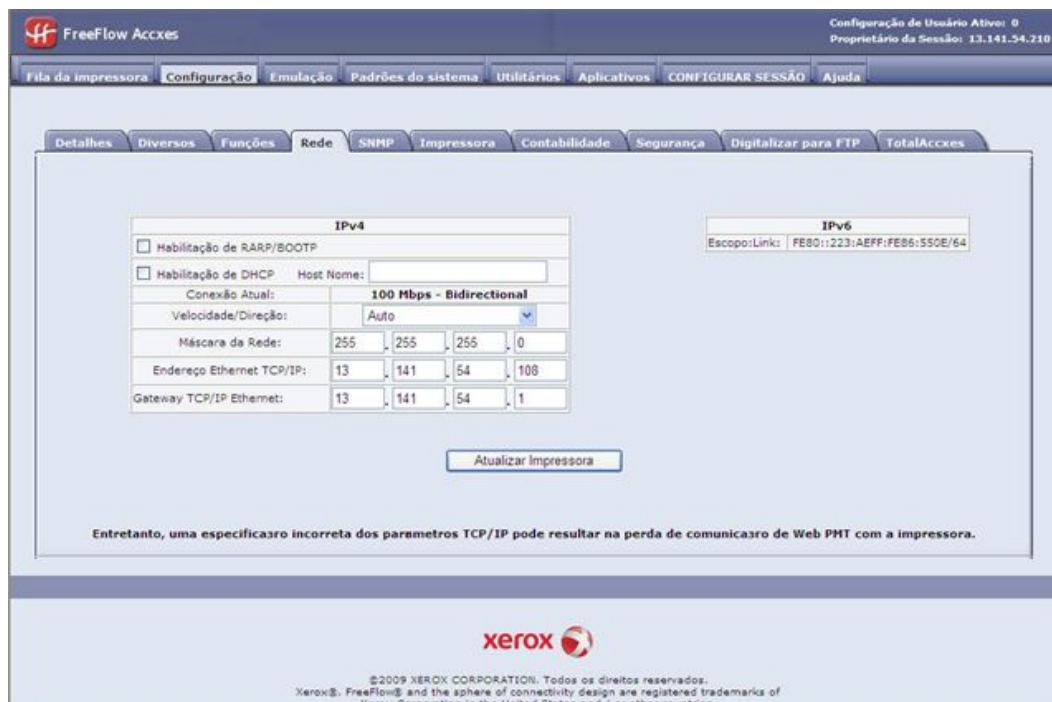 FreeFlow Accxes
Configuração de Usuário Ativo: 0
Proprietário da Sessão: 13.141.54.210
Fila da impressora Configuração Emulação Padrões do sistema Utilitários Aplicativos CONFIGURAR SESSÃO Ajuda
Detalhes Diversos Funções Rede SNMP Impressora Contabilidade Segurança Digitalizar para FTP TotalAccxes
IPv4
Habilitação de RARP/BOOTP
Habilitação de DHCP Host Nome:
Conexão Atual: 100 Mbps - Bidirectional
Velocidade/Direção: Auto
Máscara da Rede: 255 . 255 . 255 . 0
Endereço Ethernet TCP/IP: 13 . 141 . 54 . 108
Gateway TCP/IP Ethernet: 13 . 141 . 54 . 1
IPv6
Escopo:Link: FE80::223:AEFF:FE86:550E/64
Atualizar Impressora
Entretanto, uma especificaзгo incorreta dos parвmetros TCP/IP pode resultar na perda de comunicaзгo de Web PMT com a impressora.
xerox
©2009 XEROX CORPORATION. Todos os direitos reservados.
Xerox®, FreeFlow® and the sphere of connectivity design are registered trademarks of